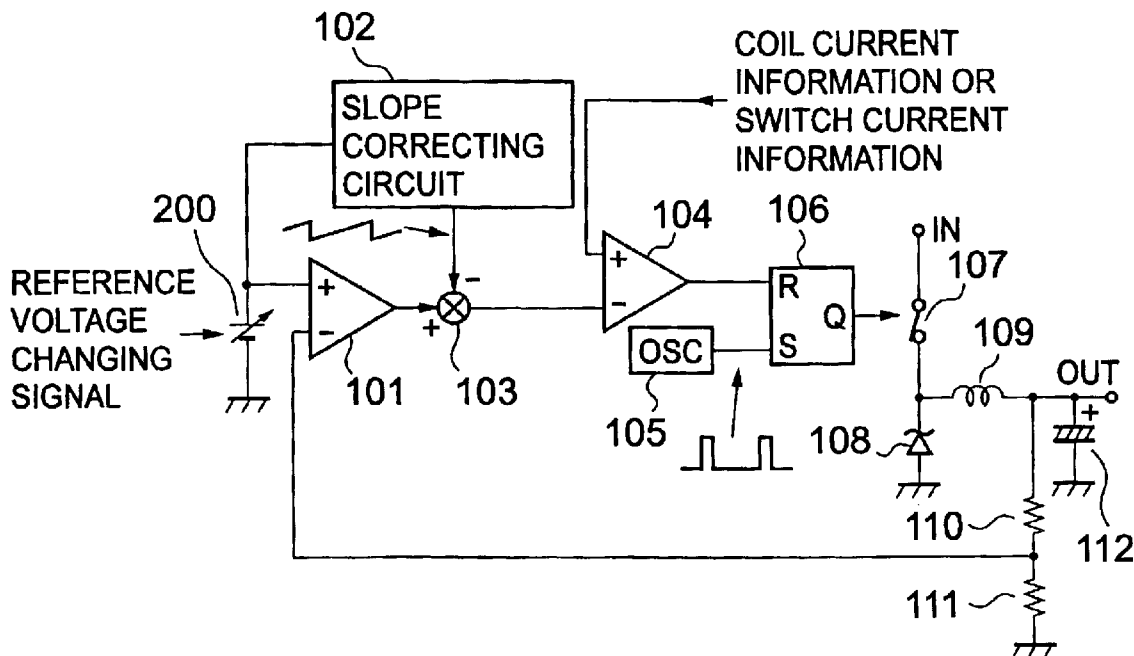 102
COIL CURRENT
INFORMATION OR
SWITCH CURRENT
INFORMATION
SLOPE
CORRECTING
CIRCUIT
200
104
106
IN
107
REFERENCE
VOLTAGE
CHANGING
SIGNAL
+
-
-
+
+
-
R
S
Q
OSC
101
103
105
109
OUT
+
108
110
112
111